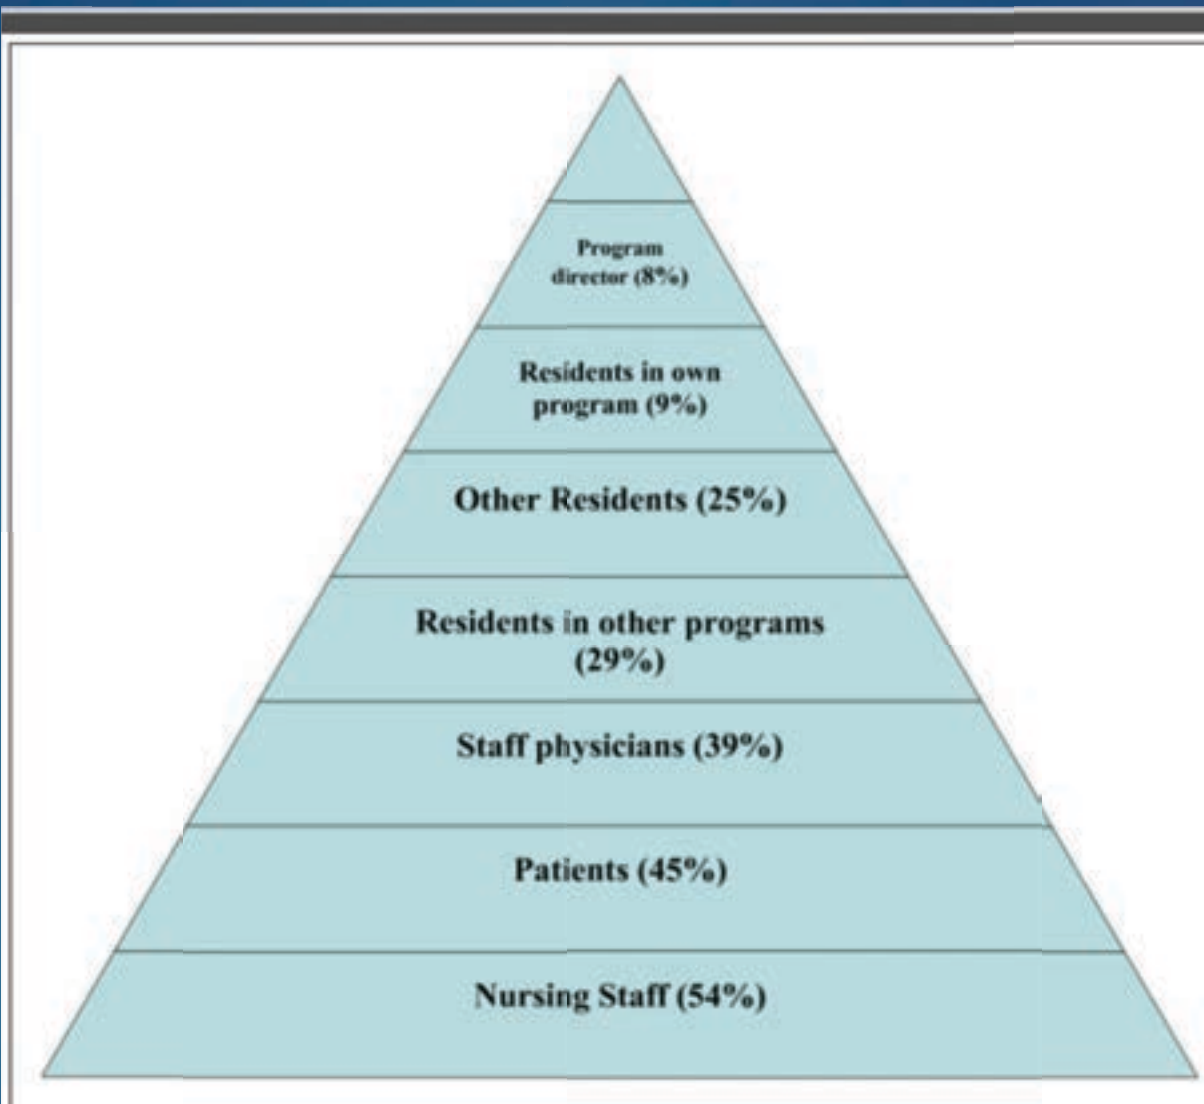 Program
director (8%)
Residents in own
program (9%)
Other Residents (25%)
Residents in other programs
(29%)
Staff physicians (39%)
Patients (45%)
Nursing Staff (54%)